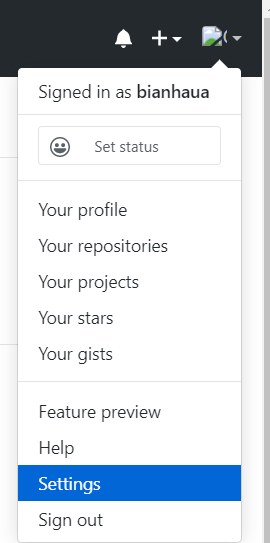 Signed in as bianhaua
Set status
Your profile
Your repositories
Your projects
Your stars
Your gists
Feature preview
Help
Settings
Sign out